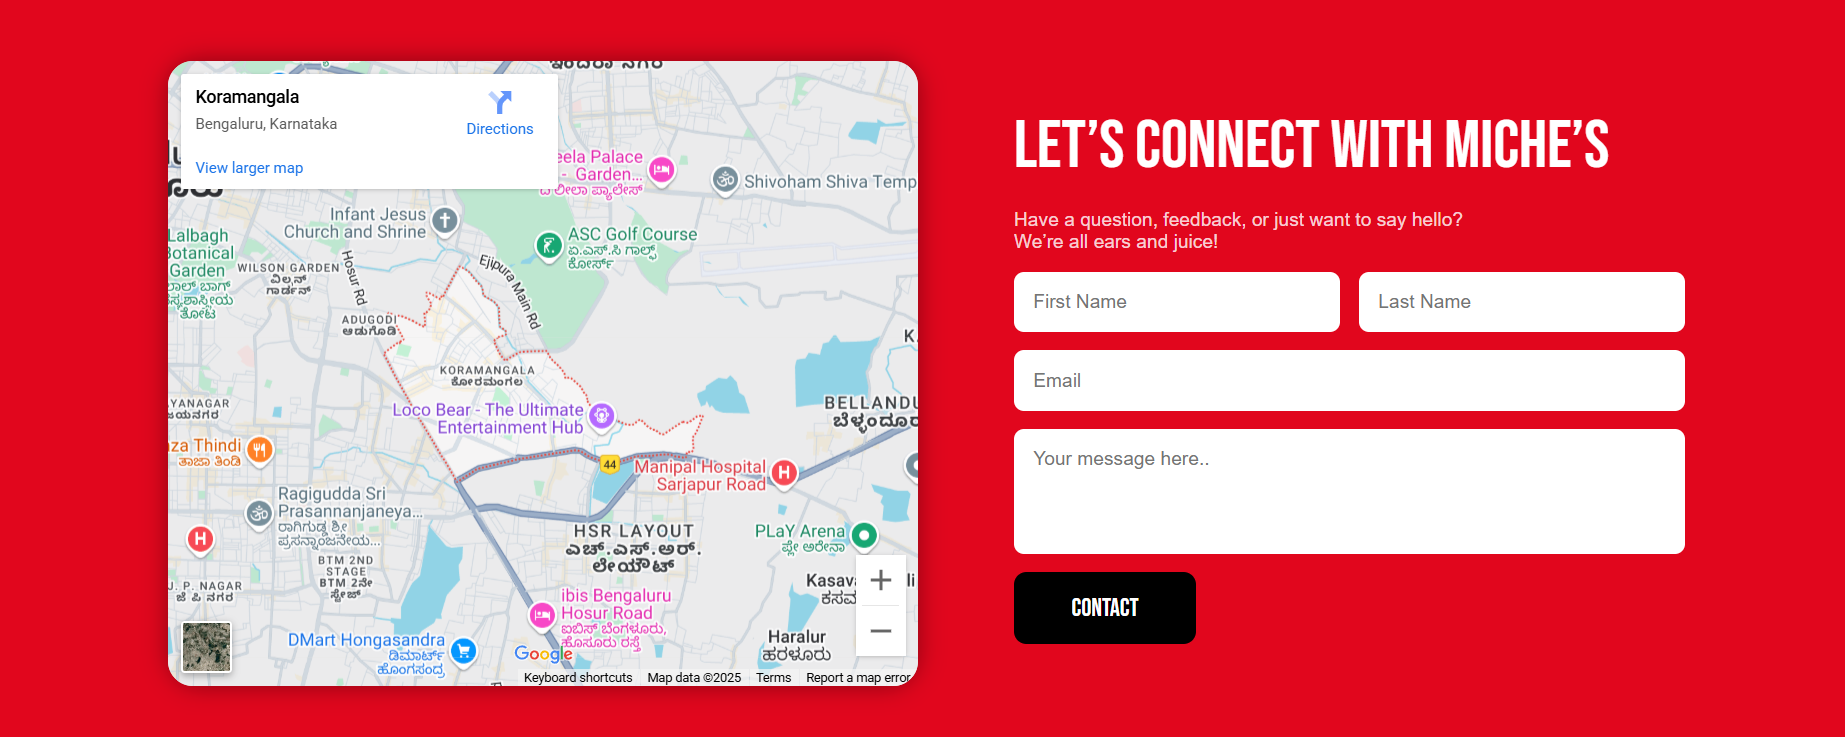 ಇಂದಿರಾ ನಗರ
Koramangala
Bengaluru, Karnataka
Directions
View larger map
eela Palace
- Garden...
ದ ಲೀಲಾ ಪ್ಯಾಲೇಸ್
Shivoham Shiva Temp
Infant Jesus
Church and Shrine
ASC Golf Course
ಏ.ಎಸ್.ಸಿ ಗಾಲ್ಫ್
ಕೋರ್ಸ್
Lalbagh
Botanical
Garden
ಲಾಲ್ ಬಾಗ್
ಸಸ್ಯಶಾಸ್ತ್ರೀಯ
ತೋಟ
WILSON GARDEN
ವಿಲ್ಸನ್
ಗಾರ್ಡನ್
Hosur Rd
Ejipura Main Rd
ADUGODI
ಆಡುಗೊಡಿ
KORAMANGALA
ಕೋರಮಂಗಲ
YANAGAR
ಜಯನಗರ
Loco Bear - The Ultimate
Entertainment Hub
BELLANDU
ಬೆಳ್ಳಂದೂರ
za Thindi
ತಾಜಾ ತಿಂಡಿ
44
Manipal Hospital
Sarjapur Road
Ragigudda Sri
Prasannanjaneya...
ರಾಗಿಗುಡ್ಡ ಶ್ರೀ
ಪ್ರಸನ್ನಾಂಜನೇಯ...
HSR LAYOUT
ಎಚ್.ಎಸ್.ಆರ್.
ಲೇಯೌಟ್
PLaY Arena
ಪ್ಲೇ ಅರೇನಾ
BTM 2ND
STAGE
BTM 2ನೇ
ಸ್ಟೇಜ್
J. P. NAGAR
ಜೆ ಪಿ ನಗರ
Kasava
ಕಸವ
ibis Bengaluru
Hosur Road
ಐಬಿಸ್ ಬೆಂಗಳೂರು,
ಹೊಸೂರು ರಸ್ತೆ
Haralur
ಹರಳೂರು
DMart Hongasandra
ಡಿಮಾರ್ಟ್
ಹೊಂಗಸಂದ್ರ
Google
Keyboard shortcuts Map data ©2025 Terms Report a map error
LET’S CONNECT WITH MICHE’S
Have a question, feedback, or just want to say hello?
We’re all ears and juice!
First Name
Last Name
Email
Your message here..
CONTACT